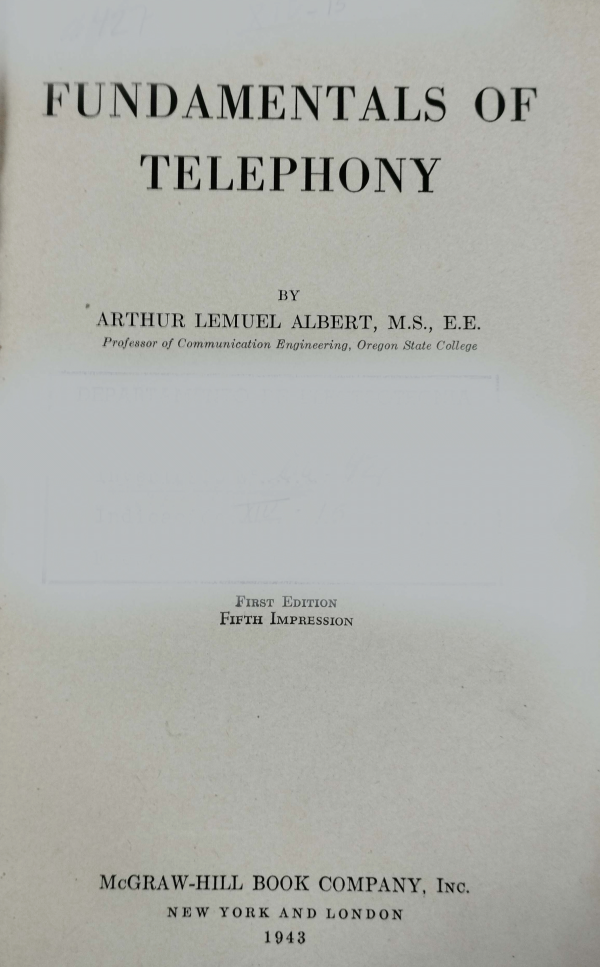 FUNDAMENTALS OF
TELEPHONY
BY
ARTHUR LEMUEL ALBERT, M.S., E.E.
Professor of Communication Engineering, Oregon State College
First Edition
Fifth Impression
McGRAW-HILL BOOK COMPANY, Inc.
NEW YORK AND LONDON
1943